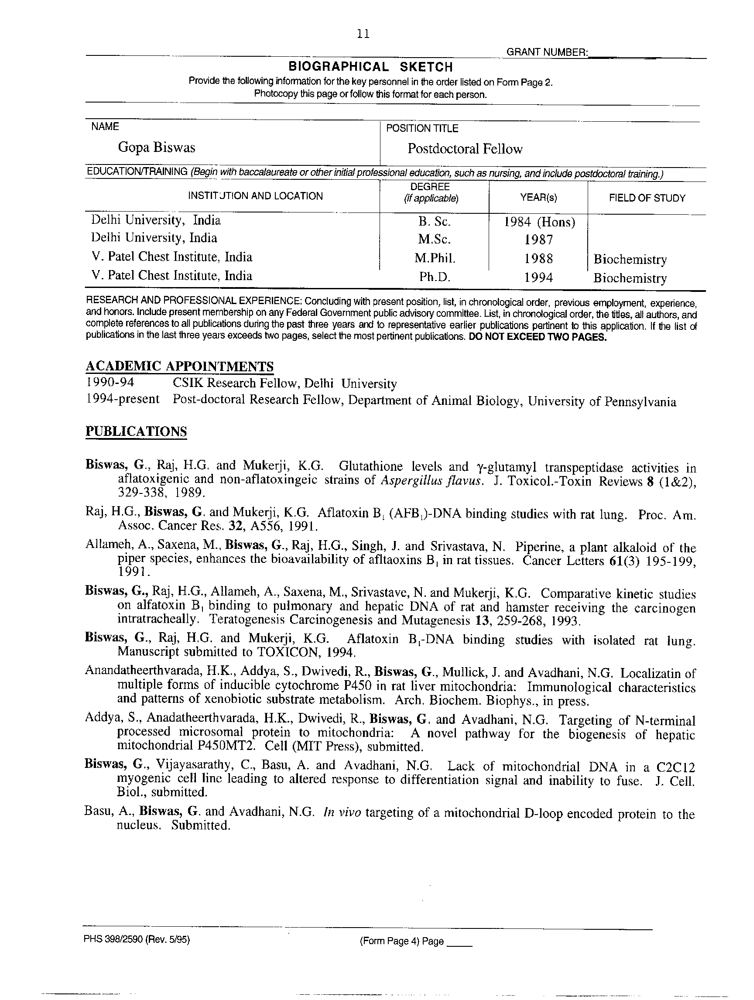 11
GRANT NUMBER:
BIOGRAPHICAL SKETCH
Provide the following information for the key personnel in the order listed on Form Page 2.
Photocopy this page or follow this format for each person.
NAME
POSITION TITLE
Gopa Biswas
Postdoctoral Fellow
EDUCATION/TRAINING (Begin with baccalaureate or other initial professional education, such as nursing, and include postdoctoral training.)
INSTITUTION AND LOCATION
DEGREE
(if applicable)
YEAR(s)
FIELD OF STUDY
Delhi University, India B. Sc. 1984 (Hons)
Delhi University, India M.Sc. 1987
V. Patel Chest Institute, India M.Phil. 1988 Biochemistry
V. Patel Chest Institute, India Ph.D. 1994 Biochemistry
RESEARCH AND PROFESSIONAL EXPERIENCE: Concluding with present position, list, in chronological order, previous employment, experience,
and honors. Include present membership on any Federal Government public advisory committee. List, in chronological order, the titles, all authors, and
complete references to all publications during the past three years and to representative earlier publications pertinent to this application. If the list of
publications in the last three years exceeds two pages, select the most pertinent publications. DO NOT EXCEED TWO PAGES.
ACADEMIC APPOINTMENTS
1990-94 CSIK Research Fellow, Delhi University
1994-present Post-doctoral Research Fellow, Department of Animal Biology, University of Pennsylvania
PUBLICATIONS
Biswas, G., Raj, H.G. and Mukerji, K.G. Glutathione levels and γ-glutamyl transpeptidase activities in
aflatoxigenic and non-aflatoxingeic strains of Aspergillus flavus. J. Toxicol.-Toxin Reviews 8 (1&2),
329-338, 1989.
Raj, H.G., Biswas, G. and Mukerji, K.G. Aflatoxin B₁ (AFB₁)-DNA binding studies with rat lung. Proc. Am.
Assoc. Cancer Res. 32, A556, 1991.
Allameh, A., Saxena, M., Biswas, G., Raj, H.G., Singh, J. and Srivastava, N. Piperine, a plant alkaloid of the
piper species, enhances the bioavailability of afltaoxins B₁ in rat tissues. Cancer Letters 61(3) 195-199,
1991.
Biswas, G., Raj, H.G., Allameh, A., Saxena, M., Srivastave, N. and Mukerji, K.G. Comparative kinetic studies
on alfatoxin B₁ binding to pulmonary and hepatic DNA of rat and hamster receiving the carcinogen
intratracheally. Teratogenesis Carcinogenesis and Mutagenesis 13, 259-268, 1993.
Biswas, G., Raj, H.G. and Mukerji, K.G. Aflatoxin B₁-DNA binding studies with isolated rat lung.
Manuscript submitted to TOXICON, 1994.
Anandatheerthvarada, H.K., Addya, S., Dwivedi, R., Biswas, G., Mullick, J. and Avadhani, N.G. Localizatin of
multiple forms of inducible cytochrome P450 in rat liver mitochondria: Immunological characteristics
and patterns of xenobiotic substrate metabolism. Arch. Biochem. Biophys., in press.
Addya, S., Anadatheerthvarada, H.K., Dwivedi, R., Biswas, G. and Avadhani, N.G. Targeting of N-terminal
processed microsomal protein to mitochondria: A novel pathway for the biogenesis of hepatic
mitochondrial P450MT2. Cell (MIT Press), submitted.
Biswas, G., Vijayasarathy, C., Basu, A. and Avadhani, N.G. Lack of mitochondrial DNA in a C2C12
myogenic cell line leading to altered response to differentiation signal and inability to fuse. J. Cell.
Biol., submitted.
Basu, A., Biswas, G. and Avadhani, N.G. In vivo targeting of a mitochondrial D-loop encoded protein to the
nucleus. Submitted.
PHS 398/2590 (Rev. 5/95)
(Form Page 4) Page